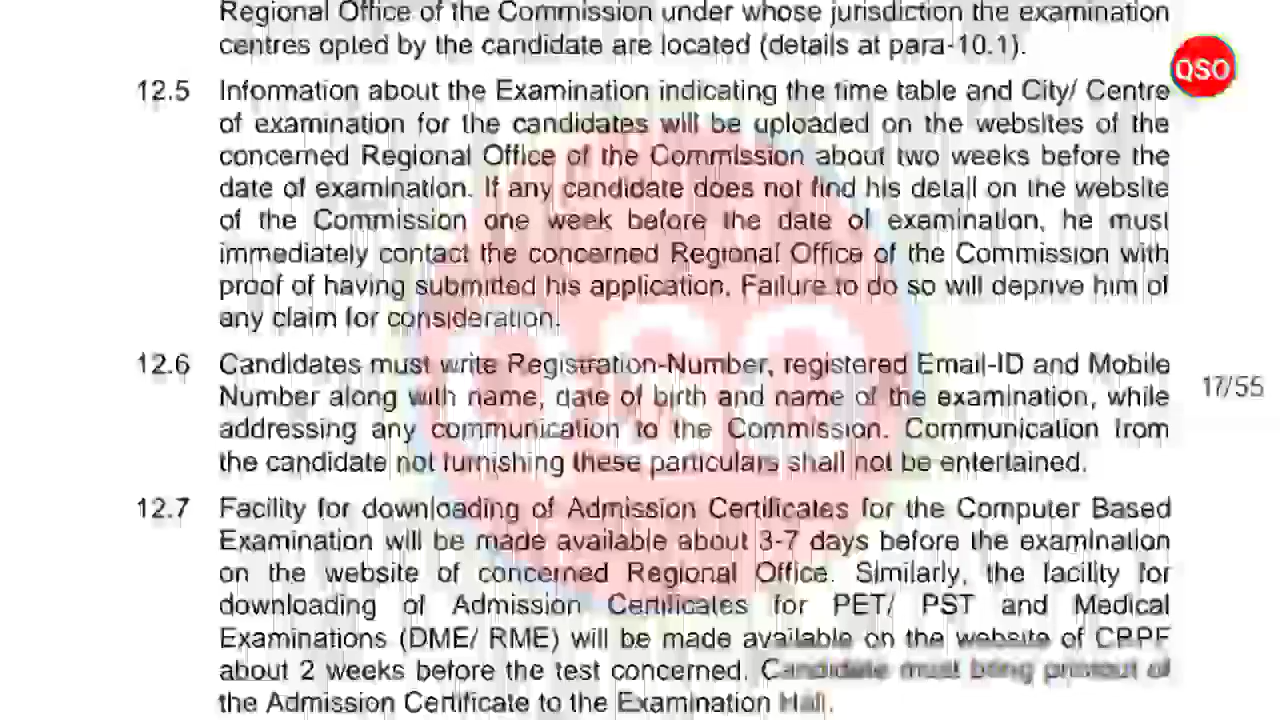 Regional Office of the Commission under whose jurisdiction the examination
centres opted by the candidate are located (details at para-10.1).
QSO
12.5 Information about the Examination indicating the time table and City/ Centre
of examination for the candidates will be uploaded on the websites of the
concerned Regional Office of the Commission about two weeks before the
date of examination. If any candidate does not find his detail on the website
of the Commission one week before the date of examination, he must
immediately contact the concerned Regional Office of the Commission with
proof of having submitted his application. Failure to do so will deprive him of
any claim for consideration.
QSO
12.6 Candidates must write Registration-Number, registered Email-ID and Mobile
Number along with name, date of birth and name of the examination, while
17/55
addressing any communication to the Commission. Communication from
the candidate not furnishing these particulars shall not be entertained.
12.7 Facility for downloading of Admission Certificates for the Computer Based
Examination will be made available about 3-7 days before the examination
on the website of concerned Regional Office. Similarly, the facility for
downloading of Admission Certificates for PET/ PST and Medical
Examinations (DME/ RME) will be made available on the website of CRPF
about 2 weeks before the test concerned. Candidate must bring printout of
the Admission Certificate to the Examination Hall.